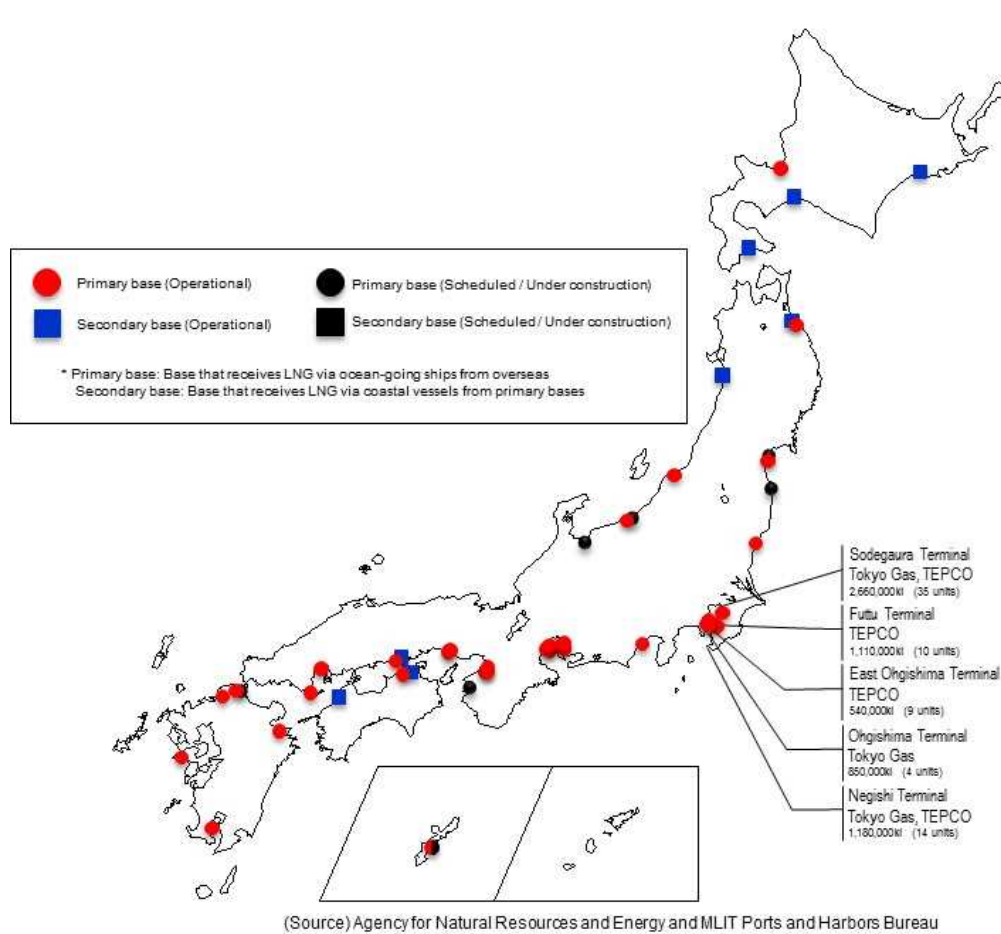 Primary base (Operational)
Primary base (Scheduled / Under construction)
Secondary base (Operational)
Secondary base (Scheduled / Under construction)
* Primary base: Base that receives LNG via ocean-going ships from overseas
Secondary base: Base that receives LNG via coastal vessels from primary bases
Sodegaura Terminal
Tokyo Gas, TEPCO
2,660,000kl (35 units)
Futtu Terminal
TEPCO
1,110,000kl (10 units)
East Ohgishima Terminal
TEPCO
540,000kl (9 units)
Ohgishima Terminal
Tokyo Gas
850,000kl (4 units)
Negishi Terminal
Tokyo Gas, TEPCO
1,180,000kl (14 units)
(Source) Agency for Natural Resources and Energy and MLIT Ports and Harbors Bureau